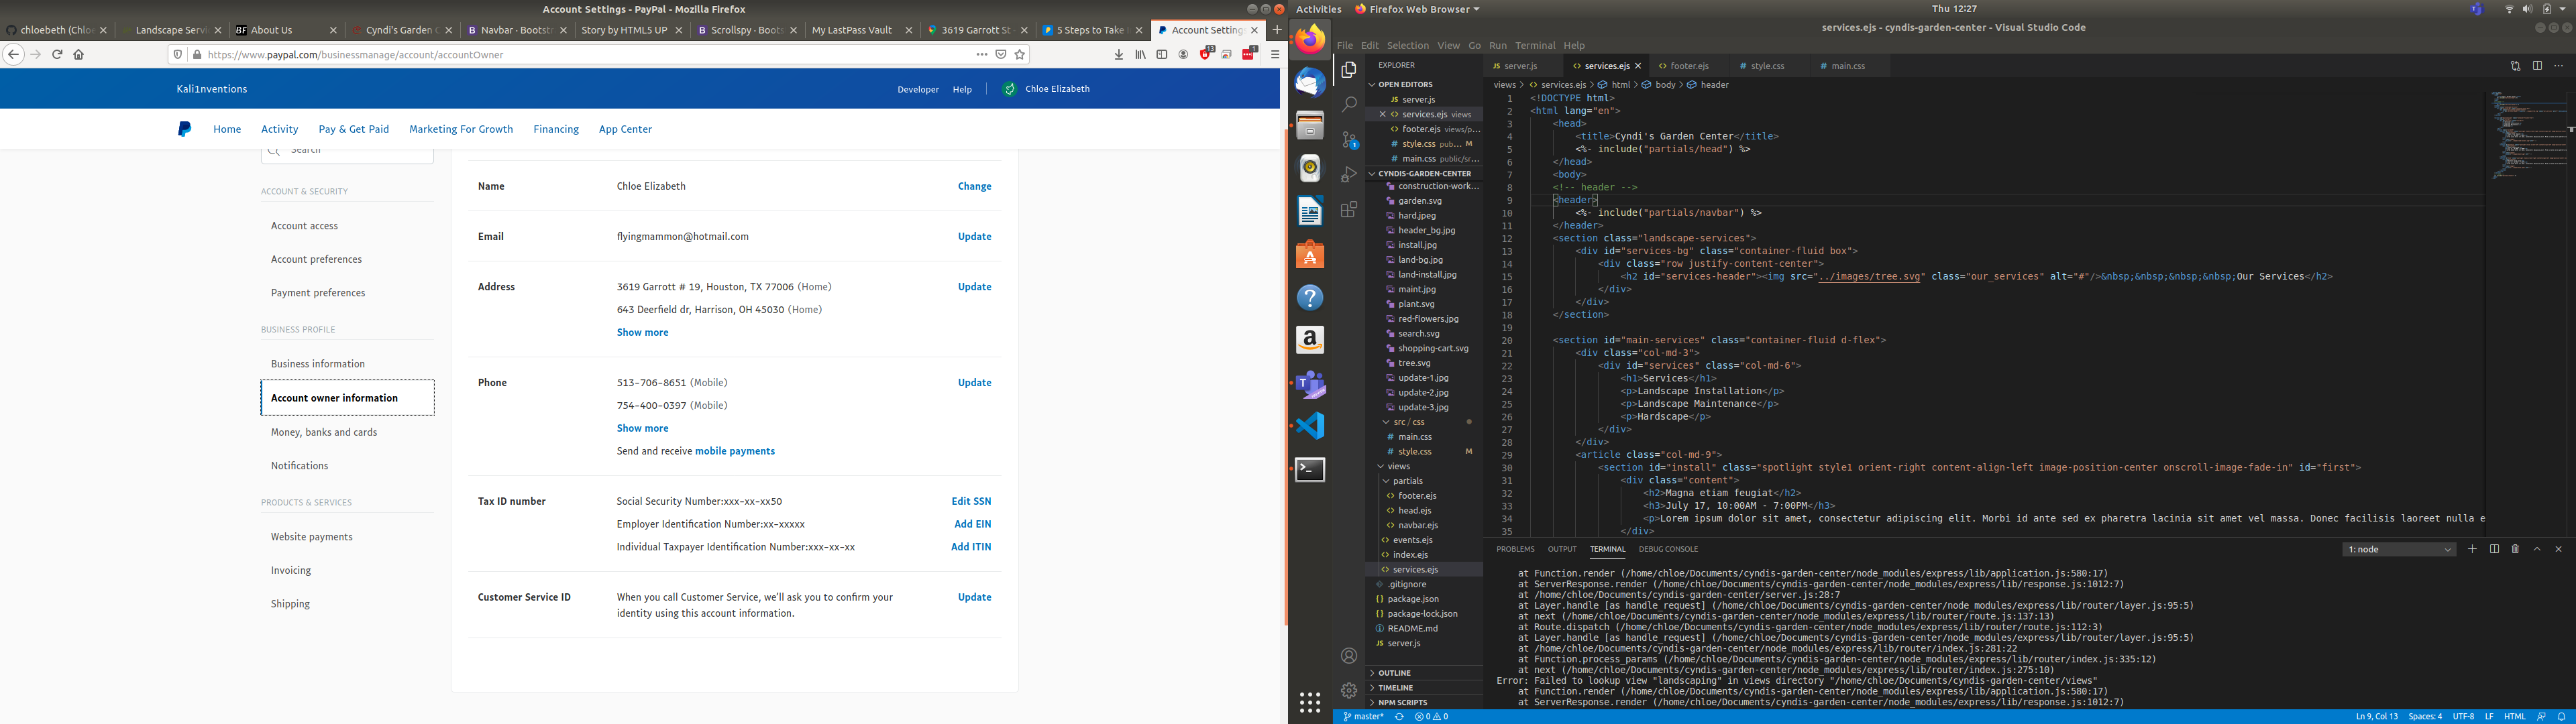 Account Settings - PayPal - Mozilla Firefox
chloebeth (Chloe
Landscape Servic
About Us
Cyndi's Garden C
Navbar · Bootstr
Story by HTML5 UP
Scrollspy · Boots
My LastPass Vault
3619 Garrott St
5 Steps to Take
Account Settings
https://www.paypal.com/businessmanage/account/accountOwner
Kali1nventions
Developer
Help
Chloe Elizabeth
Home
Activity
Pay & Get Paid
Marketing For Growth
Financing
App Center
Search
ACCOUNT & SECURITY
Account access
Account preferences
Payment preferences
BUSINESS PROFILE
Business information
Account owner information
Money, banks and cards
Notifications
PRODUCTS & SERVICES
Website payments
Invoicing
Shipping
Name
Chloe Elizabeth
Change
Email
flyingmammon@hotmail.com
Update
Address
3619 Garrott # 19, Houston, TX 77006 (Home)
Update
643 Deerfield dr, Harrison, OH 45030 (Home)
Show more
Phone
513-706-8651 (Mobile)
Update
754-400-0397 (Mobile)
Show more
Send and receive mobile payments
Tax ID number
Social Security Number:xxx-xx-xx50
Edit SSN
Employer Identification Number:xx-xxxxx
Add EIN
Individual Taxpayer Identification Number:xxx-xx-xx
Add ITIN
Customer Service ID
When you call Customer Service, we'll ask you to confirm your
identity using this account information.
Update
Activities
Firefox Web Browser
Thu 12:27
services.ejs - cyndis-garden-center - Visual Studio Code
File Edit Selection View Go Run Terminal Help
EXPLORER
OPEN EDITORS
server.js
services.ejs views
footer.ejs views/p...
style.css pub... M
main.css public/sr...
CYNDIS-GARDEN-CENTER
construction-work...
garden.svg
hard.jpeg
header_bg.jpg
install.jpg
land-bg.jpg
land-install.jpg
maint.jpg
plant.svg
red-flowers.jpg
search.svg
shopping-cart.svg
tree.svg
update-1.jpg
update-2.jpg
update-3.jpg
src / css
main.css
style.css M
views
partials
footer.ejs
head.ejs
navbar.ejs
events.ejs
index.ejs
services.ejs
.gitignore
package.json
package-lock.json
README.md
server.js
OUTLINE
TIMELINE
NPM SCRIPTS
server.js
services.ejs
footer.ejs
style.css
main.css
views > services.ejs > html > body > header
1 <!DOCTYPE html>
2 <html lang="en">
3 <head>
4 <title>Cyndi's Garden Center</title>
5 <%- include("partials/head") %>
6 </head>
7 <body>
8 <!-- header -->
9 <header>
10 <%- include("partials/navbar") %>
11 </header>
12 <section class="landscape-services">
13 <div id="services-bg" class="container-fluid box">
14 <div class="row justify-content-center">
15 <h2 id="services-header"><img src="../images/tree.svg" class="our_services" alt="#"/>&nbsp;&nbsp;&nbsp;&nbsp;Our Services</h2>
16 </div>
17 </div>
18 </section>
19
20 <section id="main-services" class="container-fluid d-flex">
21 <div class="col-md-3">
22 <div id="services" class="col-md-6">
23 <h1>Services</h1>
24 <p>Landscape Installation</p>
25 <p>Landscape Maintenance</p>
26 <p>Hardscape</p>
27 </div>
28 </div>
29 <article class="col-md-9">
30 <section id="install" class="spotlight style1 orient-right content-align-left image-position-center onscroll-image-fade-in" id="first">
31 <div class="content">
32 <h2>Magna etiam feugiat</h2>
33 <h3>July 17, 10:00AM - 7:00PM</h3>
34 <p>Lorem ipsum dolor sit amet, consectetur adipiscing elit. Morbi id ante sed ex pharetra lacinia sit amet vel massa. Donec facilisis laoreet nulla e
35 </div>
PROBLEMS OUTPUT TERMINAL DEBUG CONSOLE
1: node
at Function.render (/home/chloe/Documents/cyndis-garden-center/node_modules/express/lib/application.js:580:17)
at ServerResponse.render (/home/chloe/Documents/cyndis-garden-center/node_modules/express/lib/response.js:1012:7)
at /home/chloe/Documents/cyndis-garden-center/server.js:28:7
at Layer.handle [as handle_request] (/home/chloe/Documents/cyndis-garden-center/node_modules/express/lib/router/layer.js:95:5)
at next (/home/chloe/Documents/cyndis-garden-center/node_modules/express/lib/router/route.js:137:13)
at Route.dispatch (/home/chloe/Documents/cyndis-garden-center/node_modules/express/lib/router/route.js:112:3)
at Layer.handle [as handle_request] (/home/chloe/Documents/cyndis-garden-center/node_modules/express/lib/router/layer.js:95:5)
at /home/chloe/Documents/cyndis-garden-center/node_modules/express/lib/router/index.js:281:22
at Function.process_params (/home/chloe/Documents/cyndis-garden-center/node_modules/express/lib/router/index.js:335:12)
at next (/home/chloe/Documents/cyndis-garden-center/node_modules/express/lib/router/index.js:275:10)
Error: Failed to lookup view "landscaping" in views directory "/home/chloe/Documents/cyndis-garden-center/views"
at Function.render (/home/chloe/Documents/cyndis-garden-center/node_modules/express/lib/application.js:580:17)
at ServerResponse.render (/home/chloe/Documents/cyndis-garden-center/node_modules/express/lib/response.js:1012:7)
master*
0 0
Ln 9, Col 13
Spaces: 4
UTF-8
LF
HTML